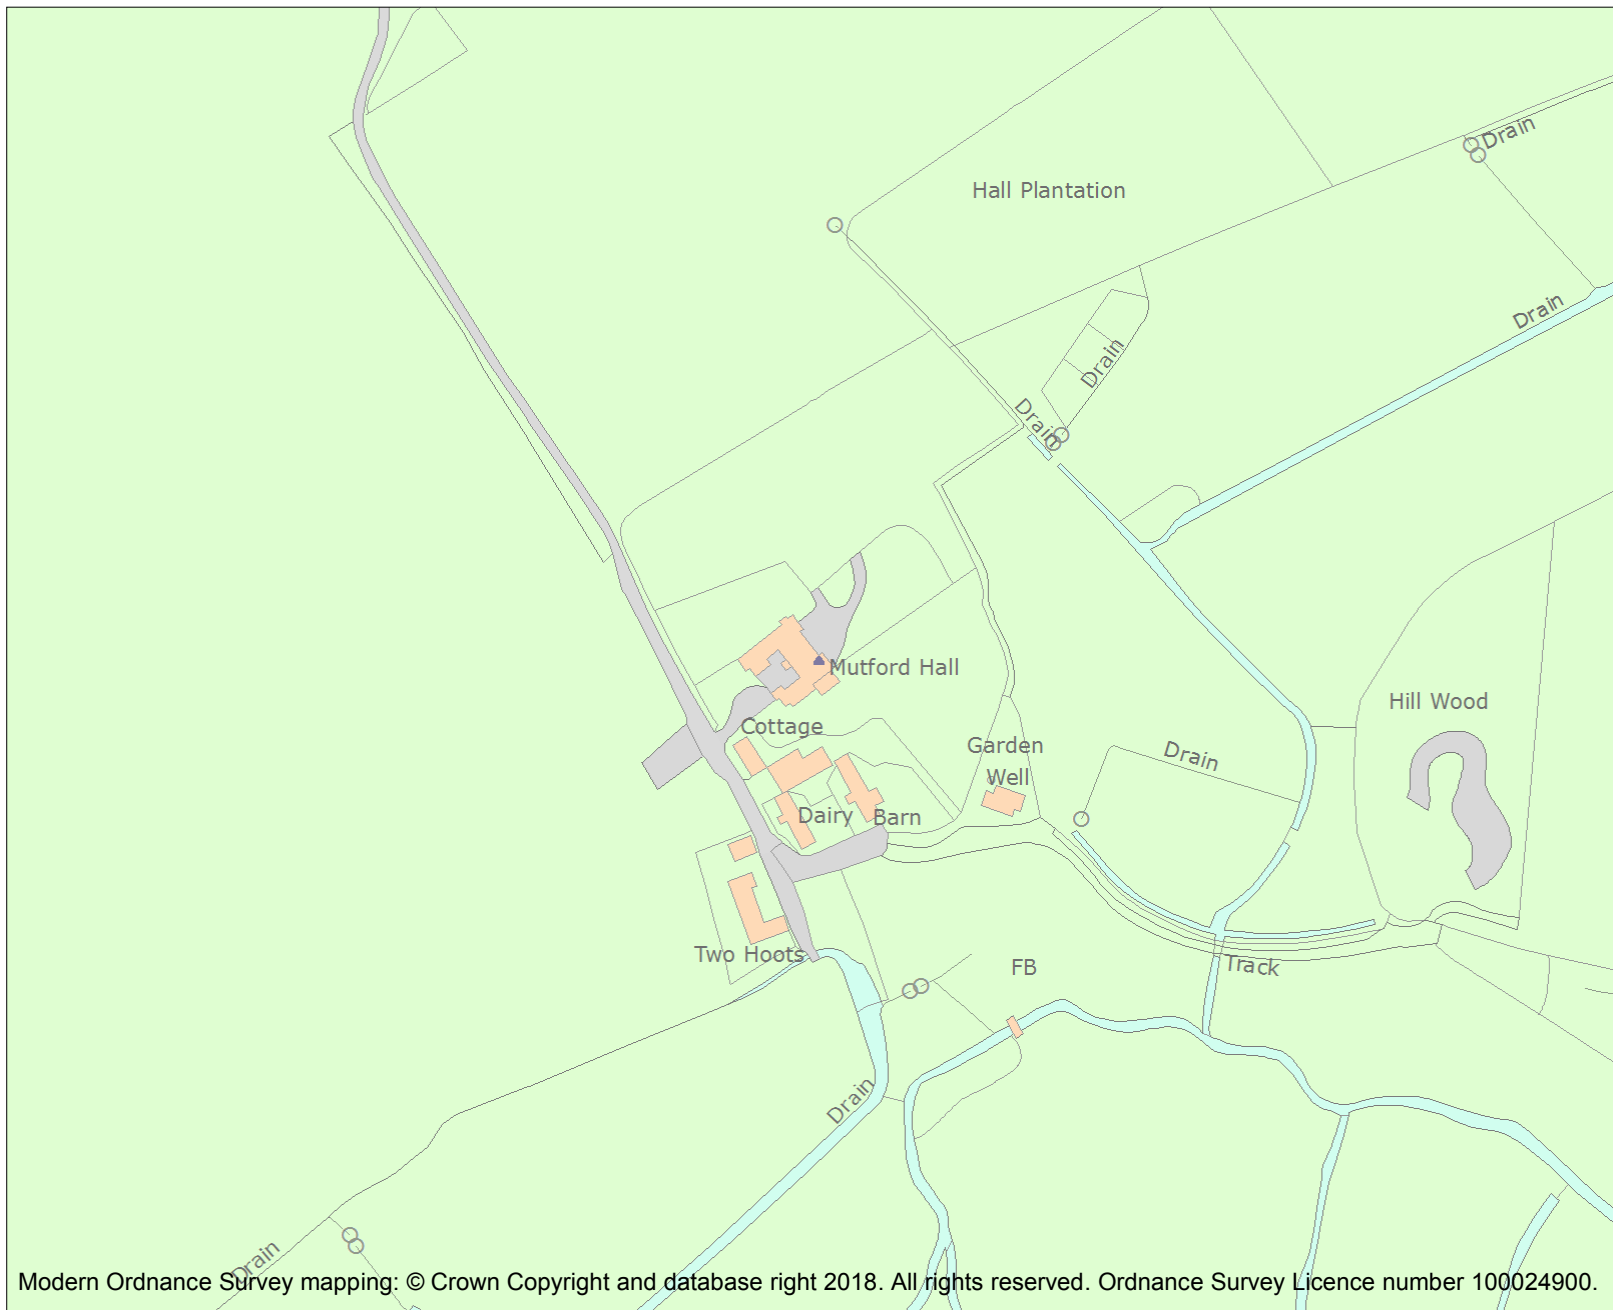 Drain
Hall Plantation
Drain
Drain
Drain
Mutford Hall
Hill Wood
Cottage
Garden
Well
Drain
Dairy
Barn
Two Hoots
FB
Track
Drain
Drain
Modern Ordnance Survey mapping: © Crown Copyright and database right 2018. All rights reserved. Ordnance Survey Licence number 100024900.